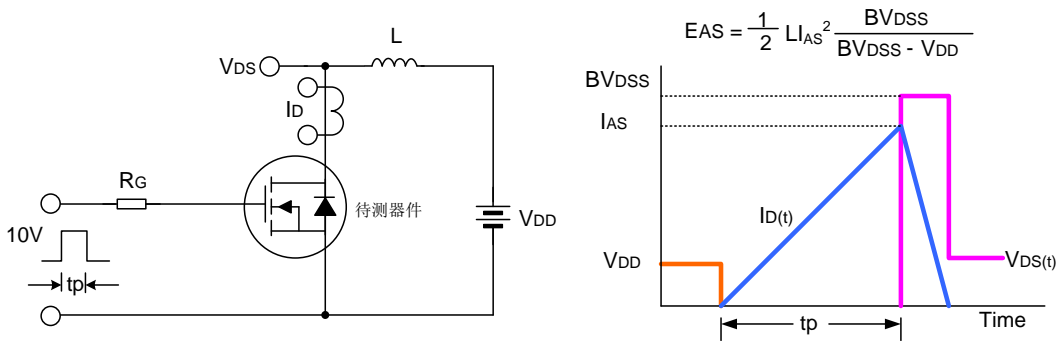 L
VDS
ID
RG
10V
tp
待测器件
VDD
EAS = 1/2 LIAS² BVDSS/(BVDSS - VDD)
BVDSS
IAS
ID(t)
VDD
VDS(t)
tp
Time